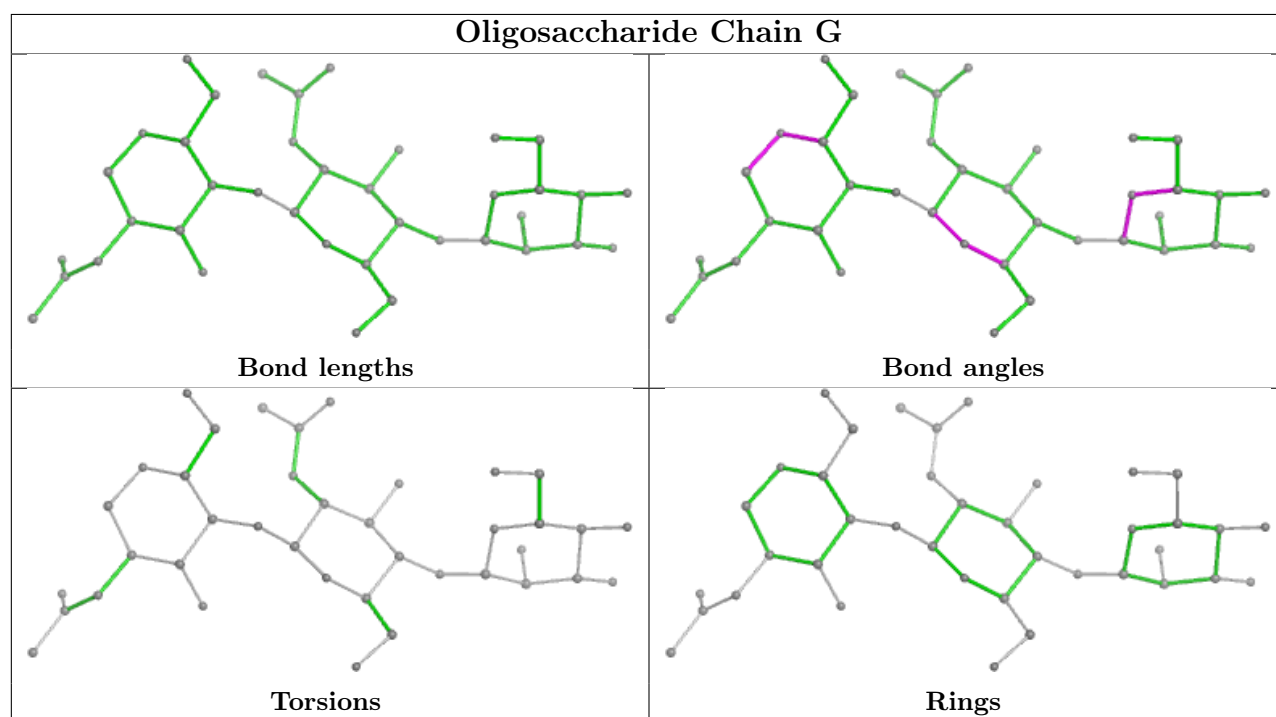 Oligosaccharide Chain G
Bond lengths
Bond angles
Torsions
Rings